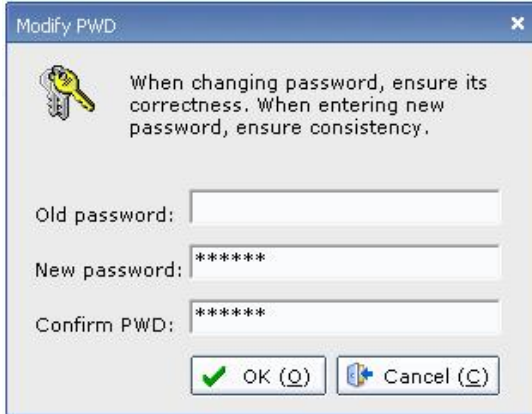 Modify PWD
When changing password, ensure its
correctness. When entering new
password, ensure consistency.
Old password:
New password: ******
Confirm PWD: ******
OK (O) Cancel (C)